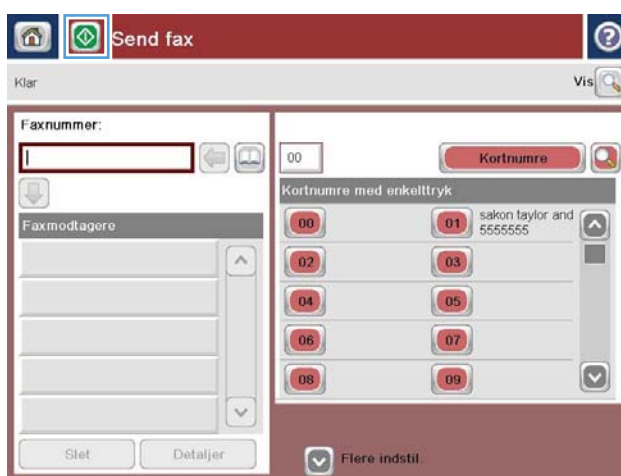 Send fax
?
Klar
Vis
Faxnummer:
00
Kortnumre
Kortnumre med enkelttryk
Faxmodtagere
00
01
sakon taylor and
5555555
02
03
04
05
06
07
08
09
Slet
Detaljer
Flere indstil.